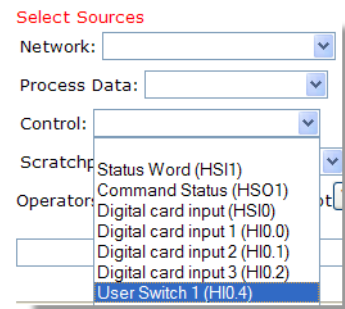 Select Sources
Network:
Process Data:
Control:
Status Word (HSI1)
Command Status (HSO1)
Digital card input (HSI0)
Digital card input 1 (HI0.0)
Digital card input 2 (HI0.1)
Digital card input 3 (HI0.2)
User Switch 1 (HI0.4)